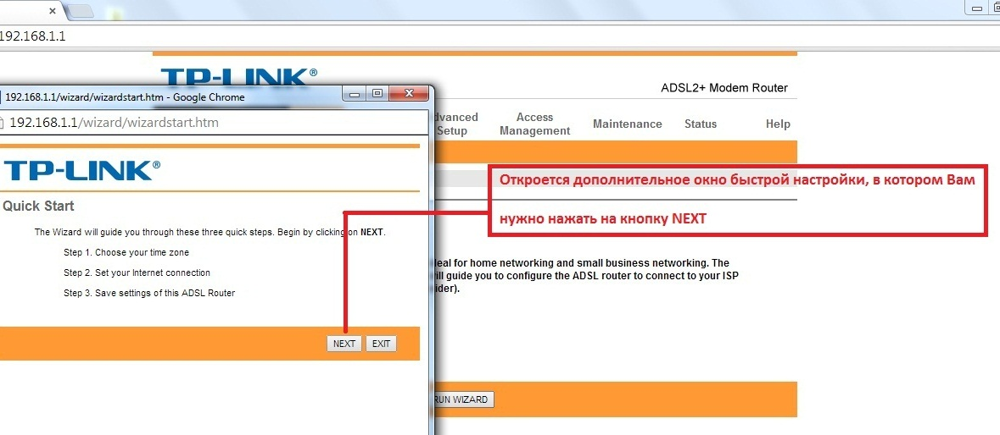 192.168.1.1
TP-LINK®
ADSL2+ Modem Router
192.168.1.1/wizard/wizardstart.htm - Google Chrome
192.168.1.1/wizard/wizardstart.htm
Setup
Access
Management
Maintenance
Status
Help
TP-LINK®
Откроется дополнительное окно быстрой настройки, в котором Вам
нужно нажать на кнопку NEXT
Quick Start
The Wizard will guide you through these three quick steps. Begin by clicking on NEXT.
Step 1. Choose your time zone
Step 2. Set your Internet connection
Step 3. Save settings of this ADSL Router
for home networking and small business networking. The
will guide you to configure the ADSL router to connect to your ISP
NEXT
EXIT
RUN WIZARD